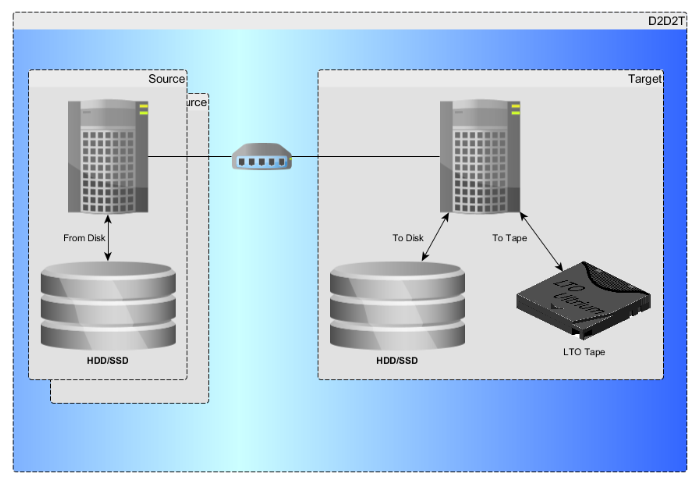 D2D2T
Source
urce
Target
From Disk
To Disk
To Tape
LTO
Ultrium
HDD/SSD
HDD/SSD
LTO Tape